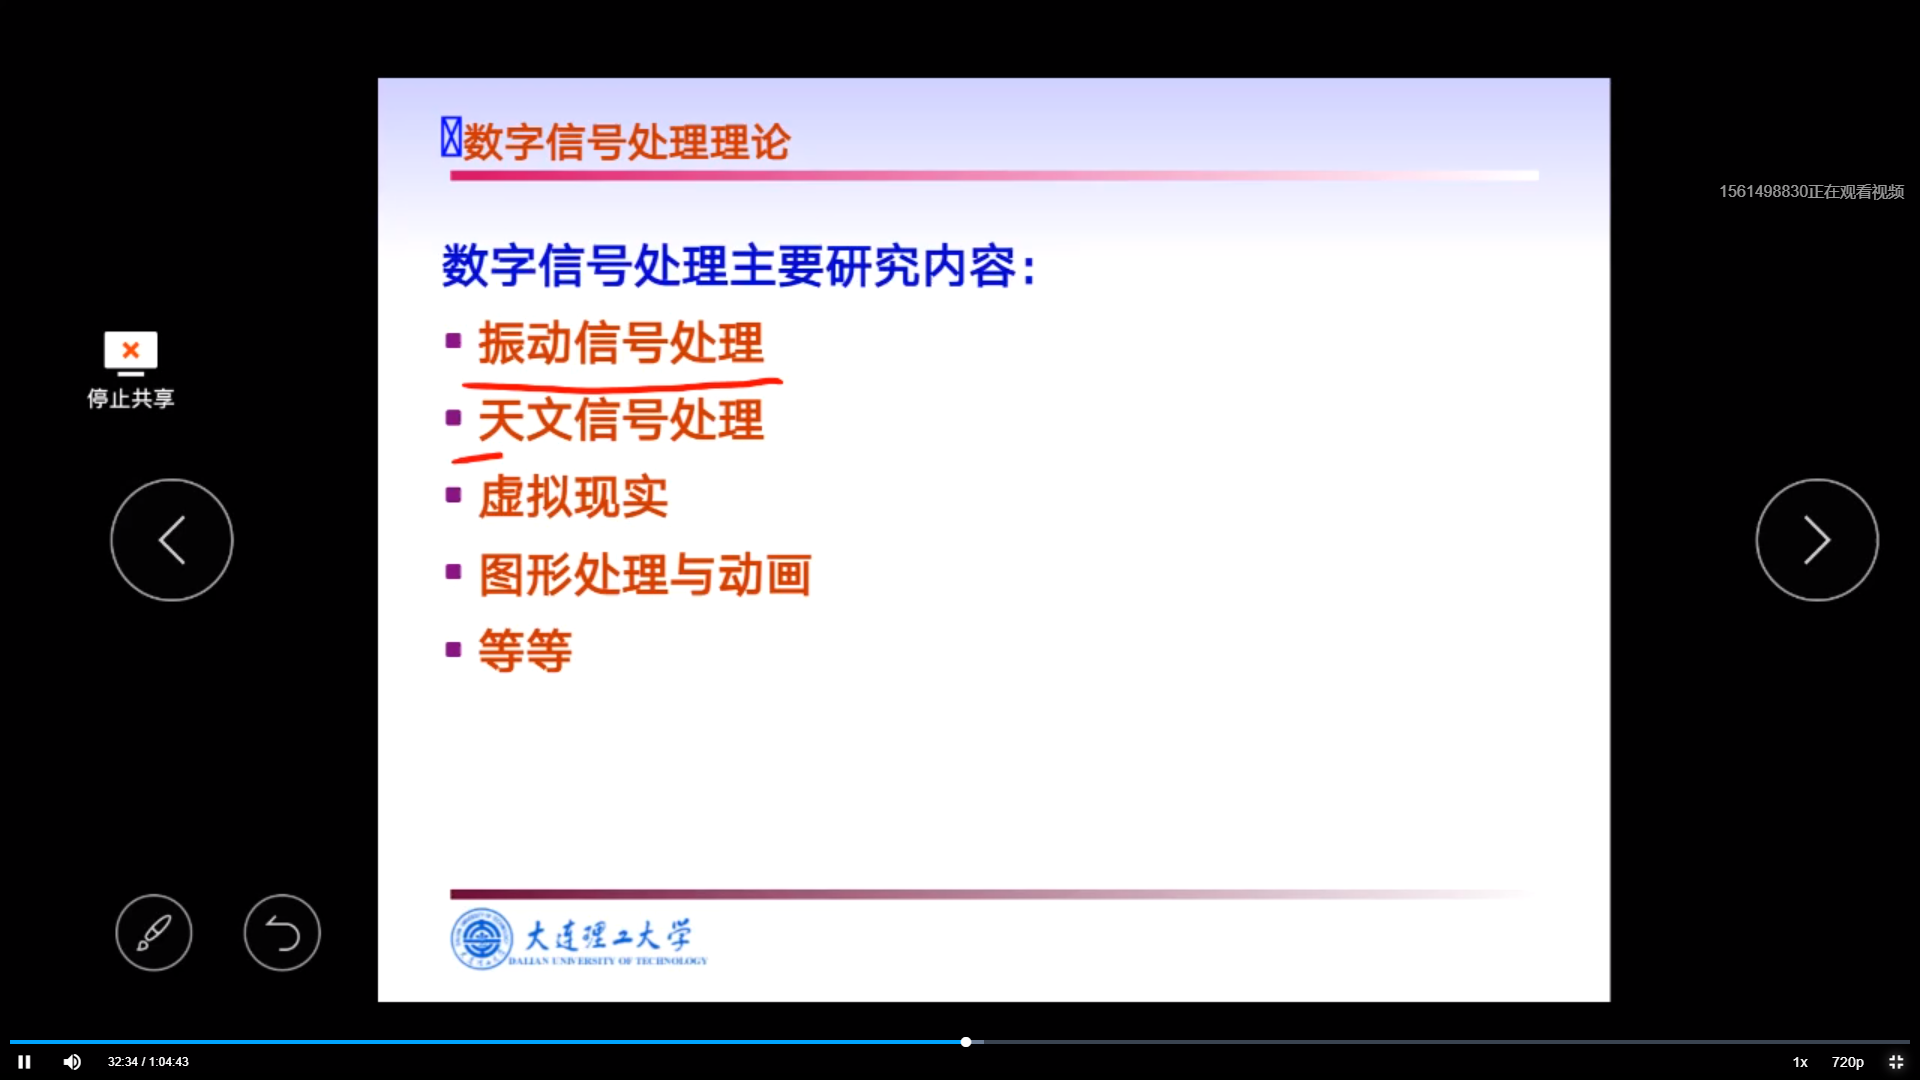 数字信号处理理论
1561498830正在观看视频
数字信号处理主要研究内容：
振动信号处理
停止共享
天文信号处理
虚拟现实
图形处理与动画
等等
大连理工大学
DALIAN UNIVERSITY OF TECHNOLOGY
32:34 / 1:04:43
1x
720p